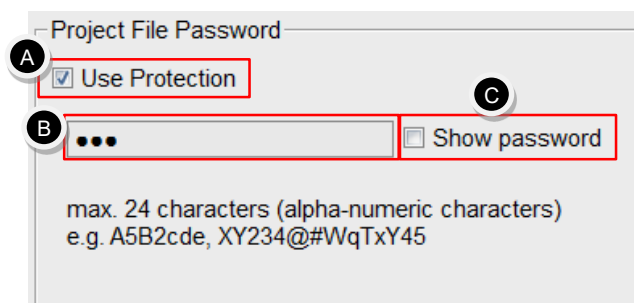 Project File Password
A
Use Protection
C
B
●●●
Show password
max. 24 characters (alpha-numeric characters)
e.g. A5B2cde, XY234@#WqTxY45